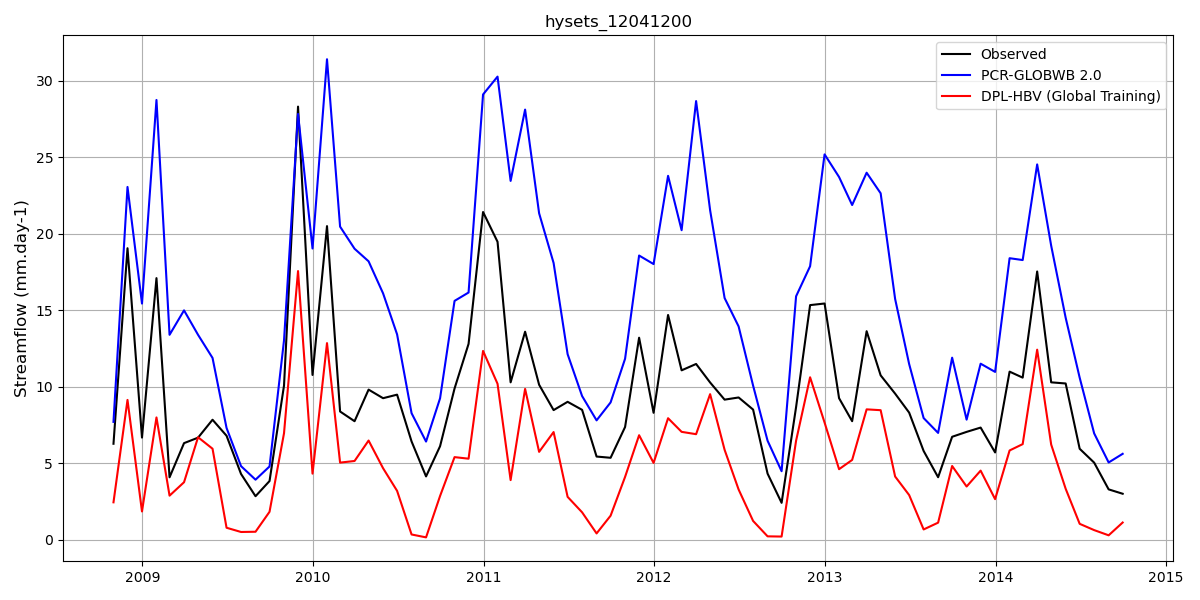 hysets_12041200
Observed
PCR-GLOBWB 2.0
DPL-HBV (Global Training)
Streamflow (mm.day-1)
30
25
20
15
10
5
0
2009 2010 2011 2012 2013 2014 2015